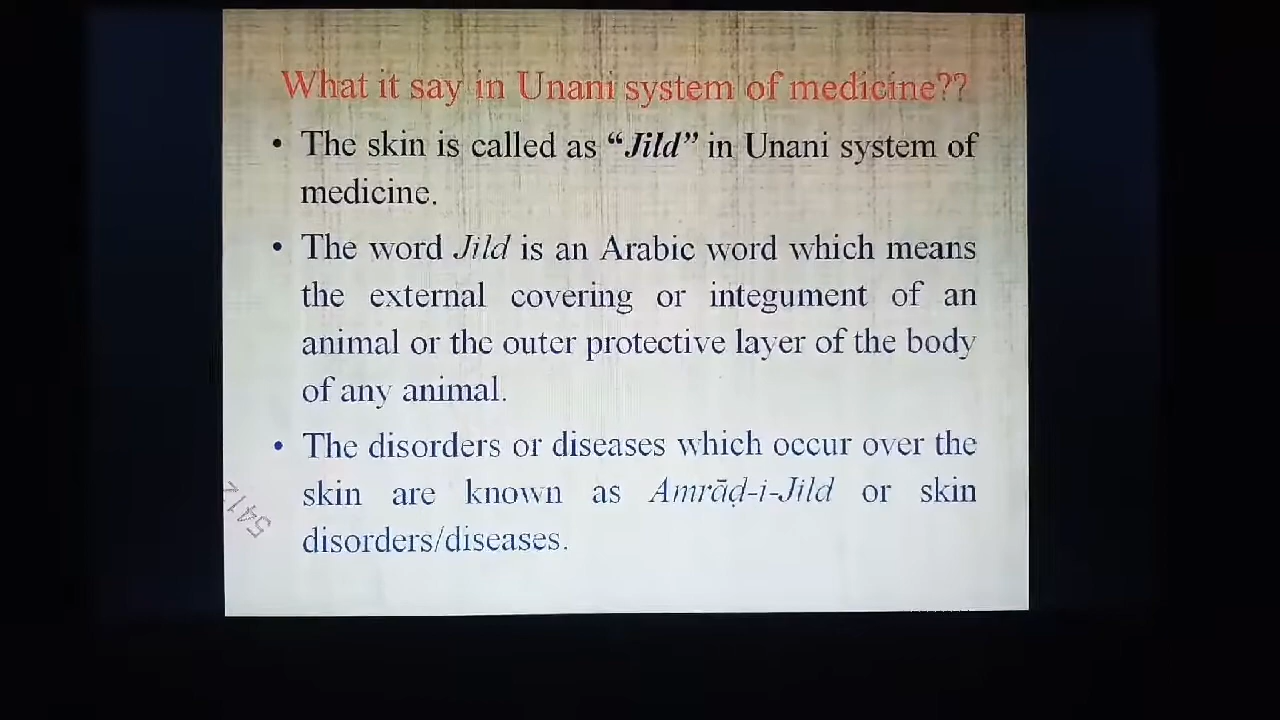 What it say in Unani system of medicine??
• The skin is called as “Jild” in Unani system of
medicine.
• The word Jild is an Arabic word which means
the external covering or integument of an
animal or the outer protective layer of the body
of any animal.
• The disorders or diseases which occur over the
skin are known as Amrāḍ-i-Jild or skin
disorders/diseases.